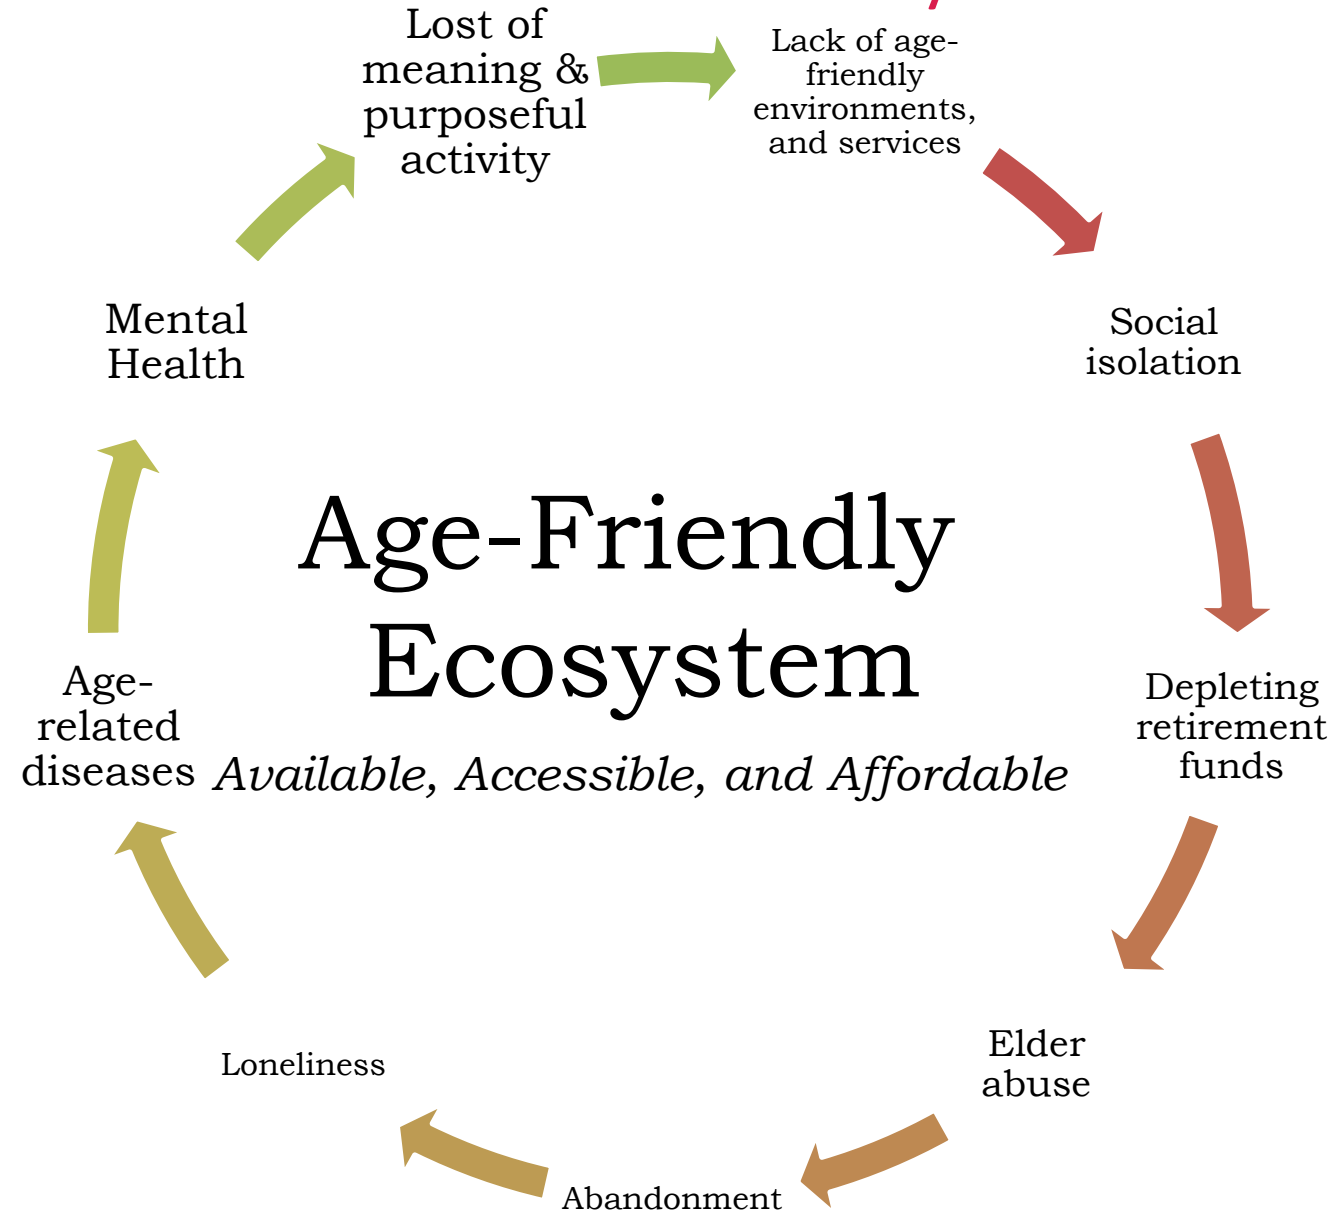 Lost of
meaning &
purposeful
activity
Lack of age-
friendly
environments,
and services
Social
isolation
Depleting
retirement
funds
Elder
abuse
Abandonment
Loneliness
Age-
related
diseases
Mental
Health
Age-Friendly
Ecosystem
Available, Accessible, and Affordable